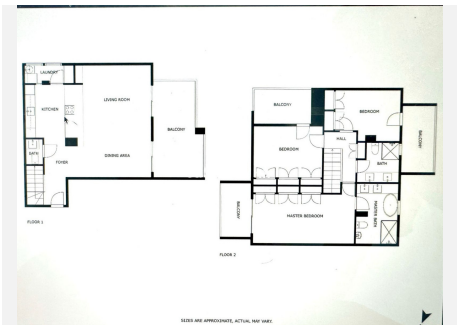 LAUNDRY
KITCHEN
LIVING ROOM
BALCONY
BATH
FOYER
DINING AREA
FLOOR 1
BALCONY
BEDROOM
BALCONY
HALL
BEDROOM
BATH
BALCONY
MASTER BEDROOM
MASTER BATH
FLOOR 2
SIZES ARE APPROXIMATE, ACTUAL MAY VARY.